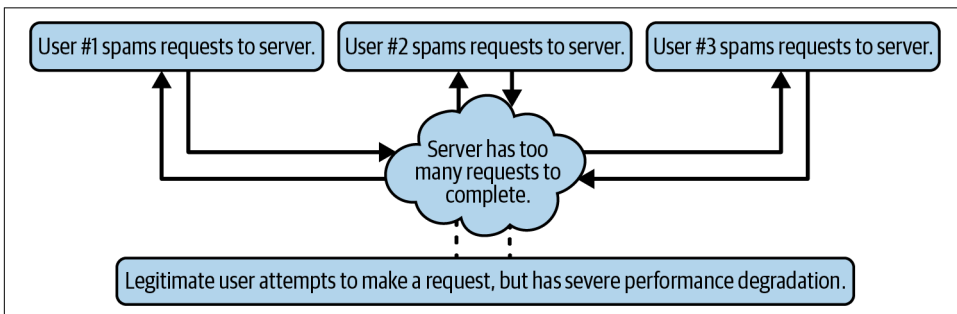 User #1 spams requests to server.
User #2 spams requests to server.
User #3 spams requests to server.
Server has too
many requests to
complete.
Legitimate user attempts to make a request, but has severe performance degradation.